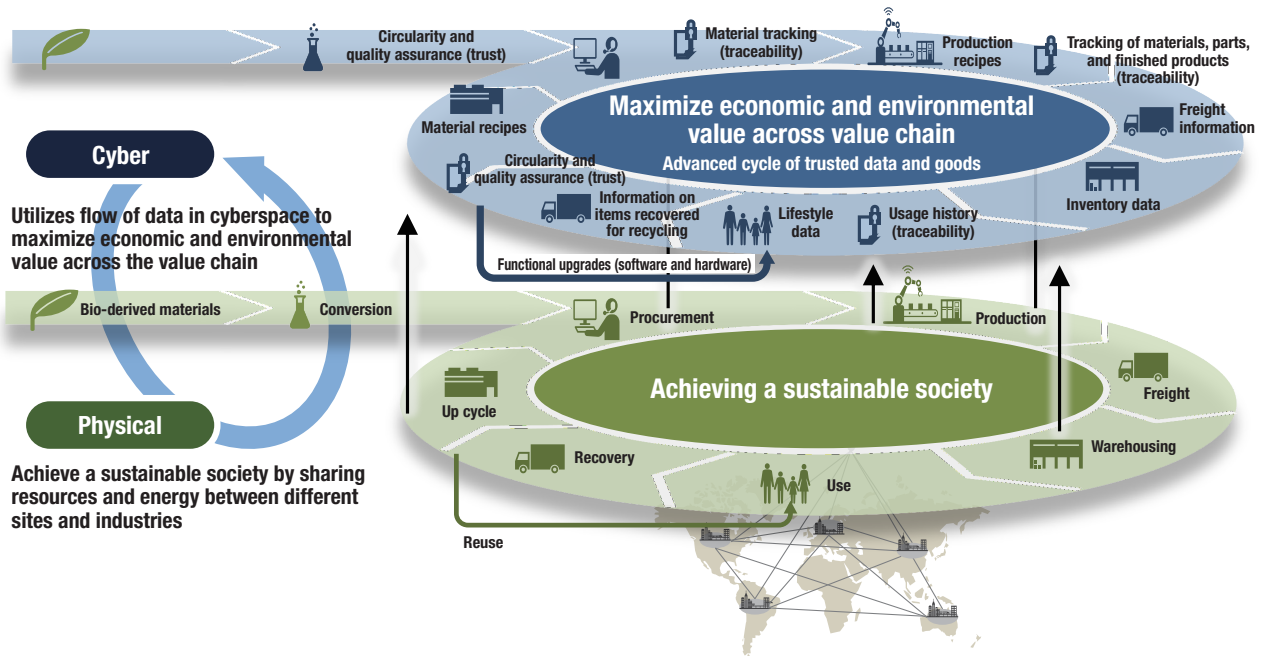 Circularity and
quality assurance (trust)
Material tracking
(traceability)
Production
recipes
Tracking of materials, parts,
and finished products
(traceability)
Material recipes
Maximize economic and environmental
value across value chain
Advanced cycle of trusted data and goods
Freight
information
Cyber
Circularity and
quality assurance (trust)
Information on
items recovered
for recycling
Lifestyle
data
Usage history
(traceability)
Inventory data
Utilizes flow of data in cyberspace to
maximize economic and environmental
value across the value chain
Functional upgrades (software and hardware)
Bio-derived materials
Conversion
Procurement
Production
Up cycle
Achieving a sustainable society
Freight
Physical
Recovery
Warehousing
Achieve a sustainable society by sharing
resources and energy between different
sites and industries
Use
Reuse